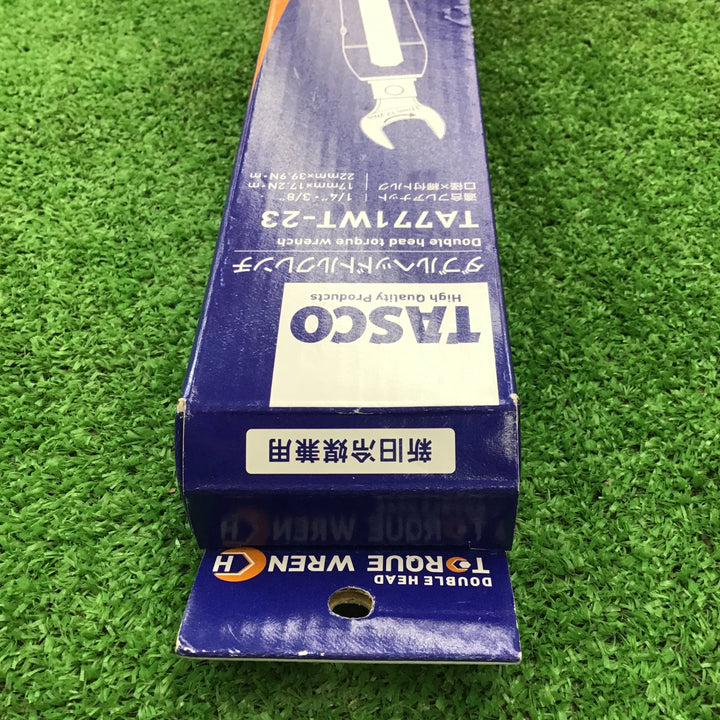 DOUBLE HEAD
TORQUE WRENCH
新旧冷媒兼用
TASCO
High Quality Products
ダブルヘッドトルクレンチ
Double head torque wrench
TA771WT-23
適合フレアナット 1/4"・3/8"
口径×締付トルク 17mm×17.2N・m
22mm×39.9N・m